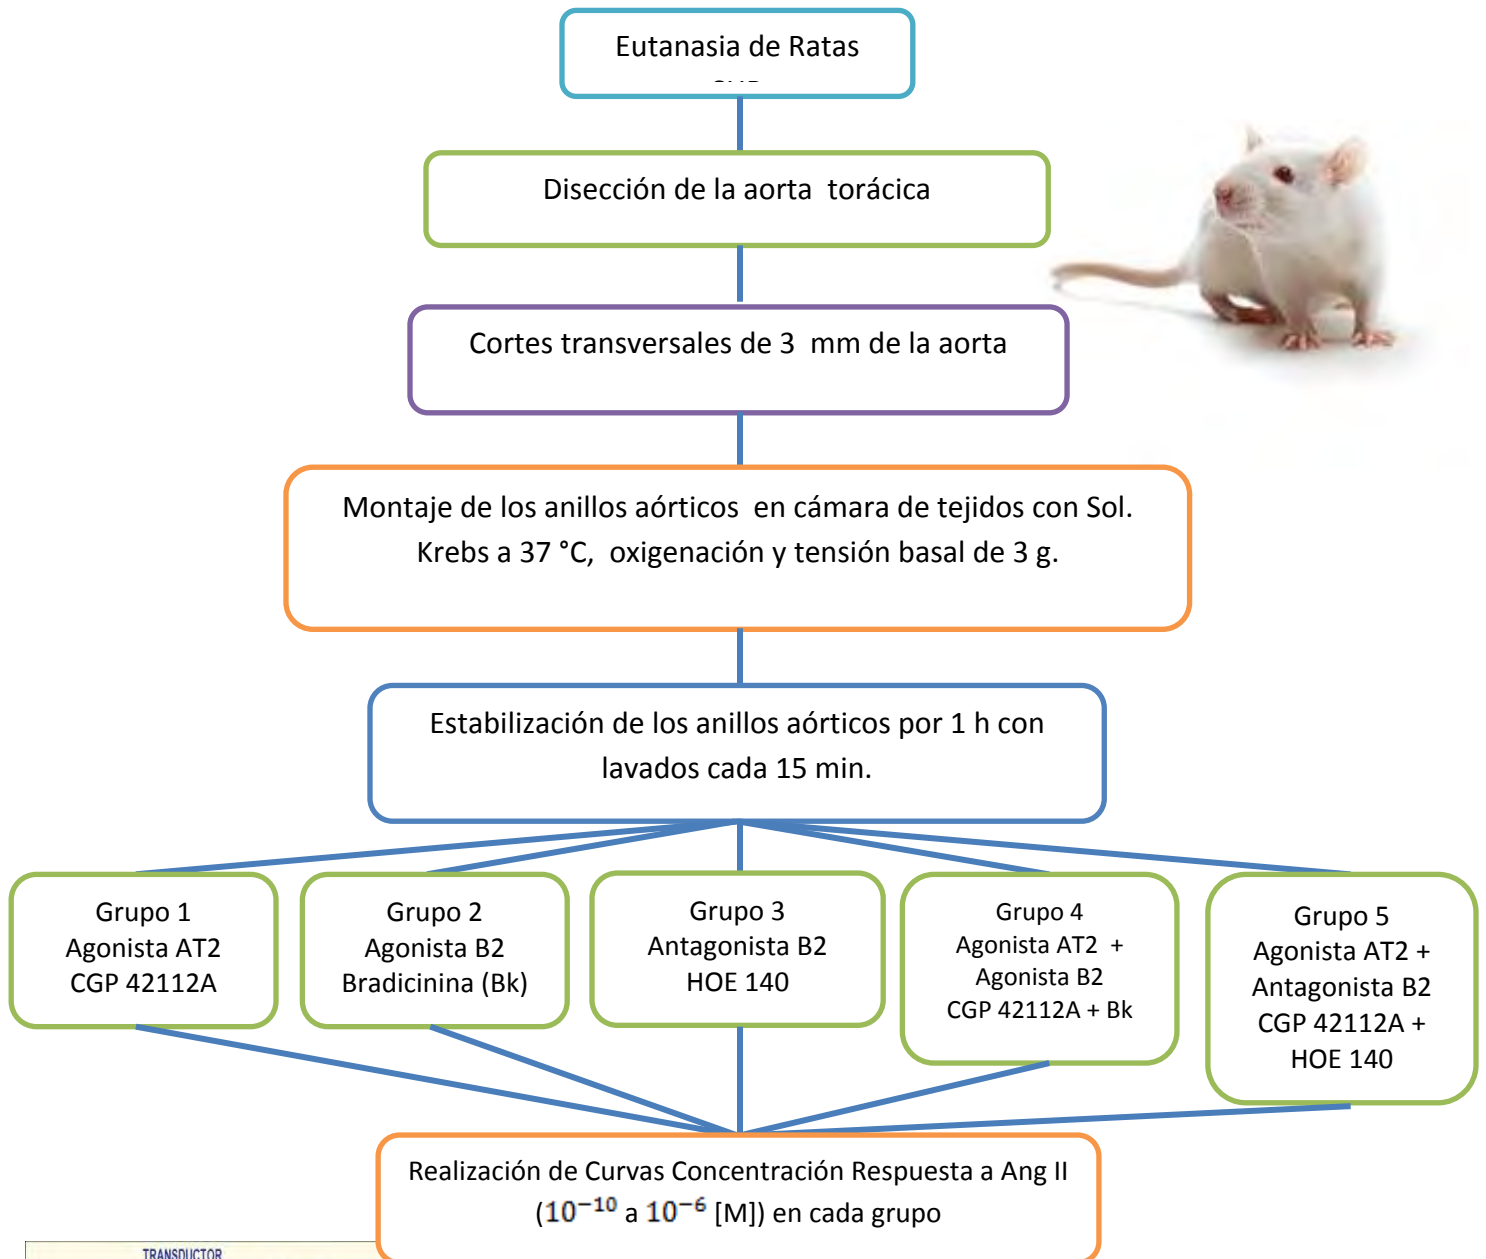 Eutanasia de Ratas
Disección de la aorta torácica
Cortes transversales de 3 mm de la aorta
Montaje de los anillos aórticos en cámara de tejidos con Sol.
Krebs a 37 °C, oxigenación y tensión basal de 3 g.
Estabilización de los anillos aórticos por 1 h con
lavados cada 15 min.
Grupo 1
Agonista AT2
CGP 42112A
Grupo 2
Agonista B2
Bradicinina (Bk)
Grupo 3
Antagonista B2
HOE 140
Grupo 4
Agonista AT2 +
Agonista B2
CGP 42112A + Bk
Grupo 5
Agonista AT2 +
Antagonista B2
CGP 42112A +
HOE 140
Realización de Curvas Concentración Respuesta a Ang II
(10⁻¹⁰ a 10⁻⁶ [M]) en cada grupo
TRANSDUCTOR